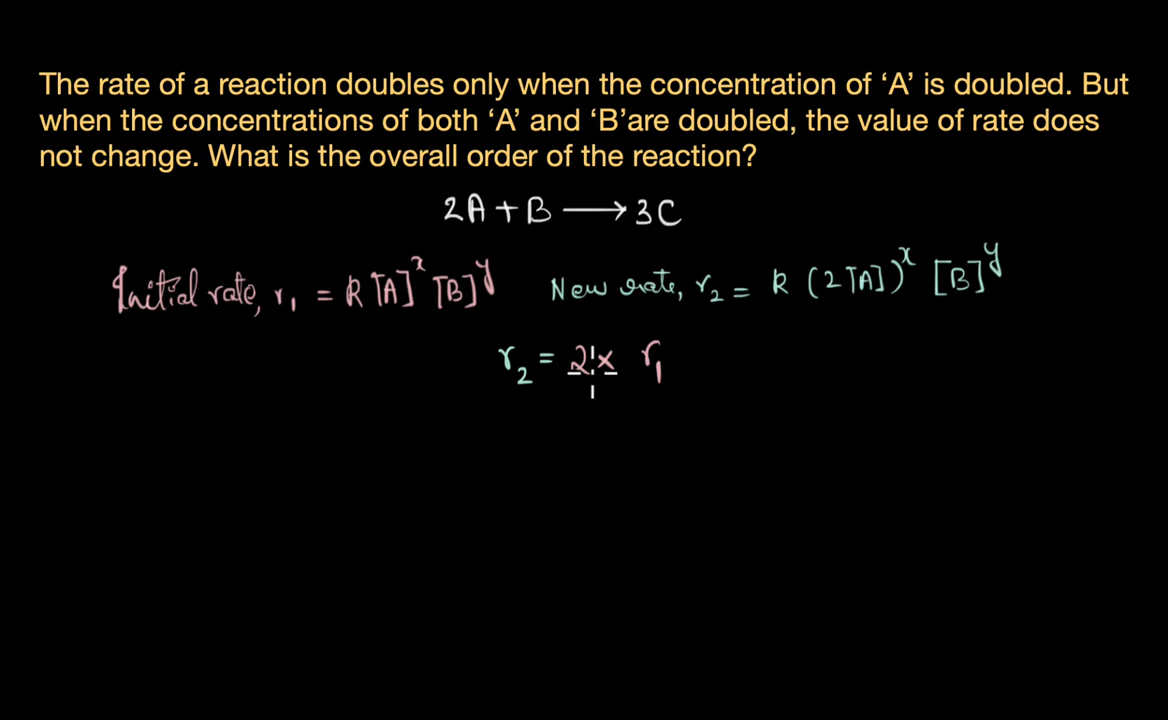 The rate of a reaction doubles only when the concentration of ‘A’ is doubled. But
when the concentrations of both ‘A’ and ‘B’are doubled, the value of rate does
not change. What is the overall order of the reaction?
2A + B ⟶ 3C
Initial rate, r₁ = k [A]ˣ [B]ʸ New rate, r₂ = k (2[A])ˣ [B]ʸ
r₂ = 2 × r₁